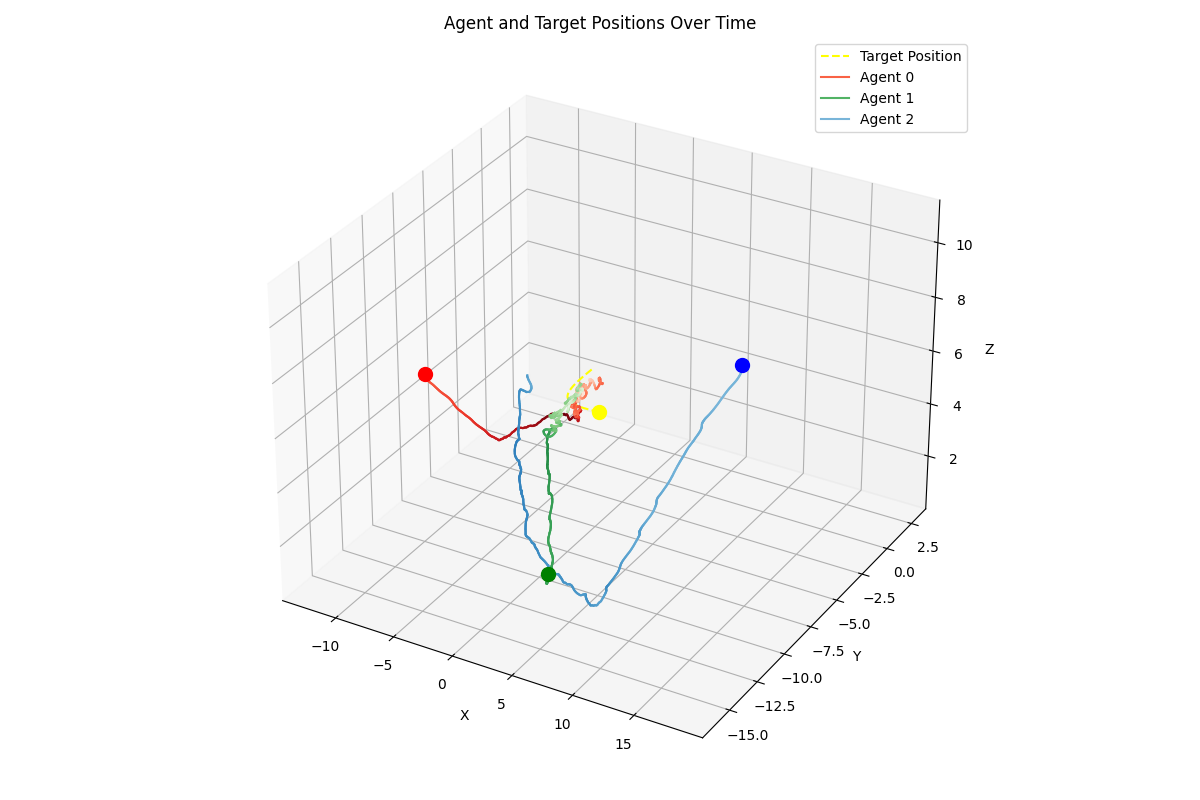 Agent and Target Positions Over Time
Target Position
Agent 0
Agent 1
Agent 2
10
8
Z
6
4
2
2.5
0.0
−2.5
−5.0
−7.5
Y
−10.0
−12.5
−15.0
−10
−5
0
5
10
15
X